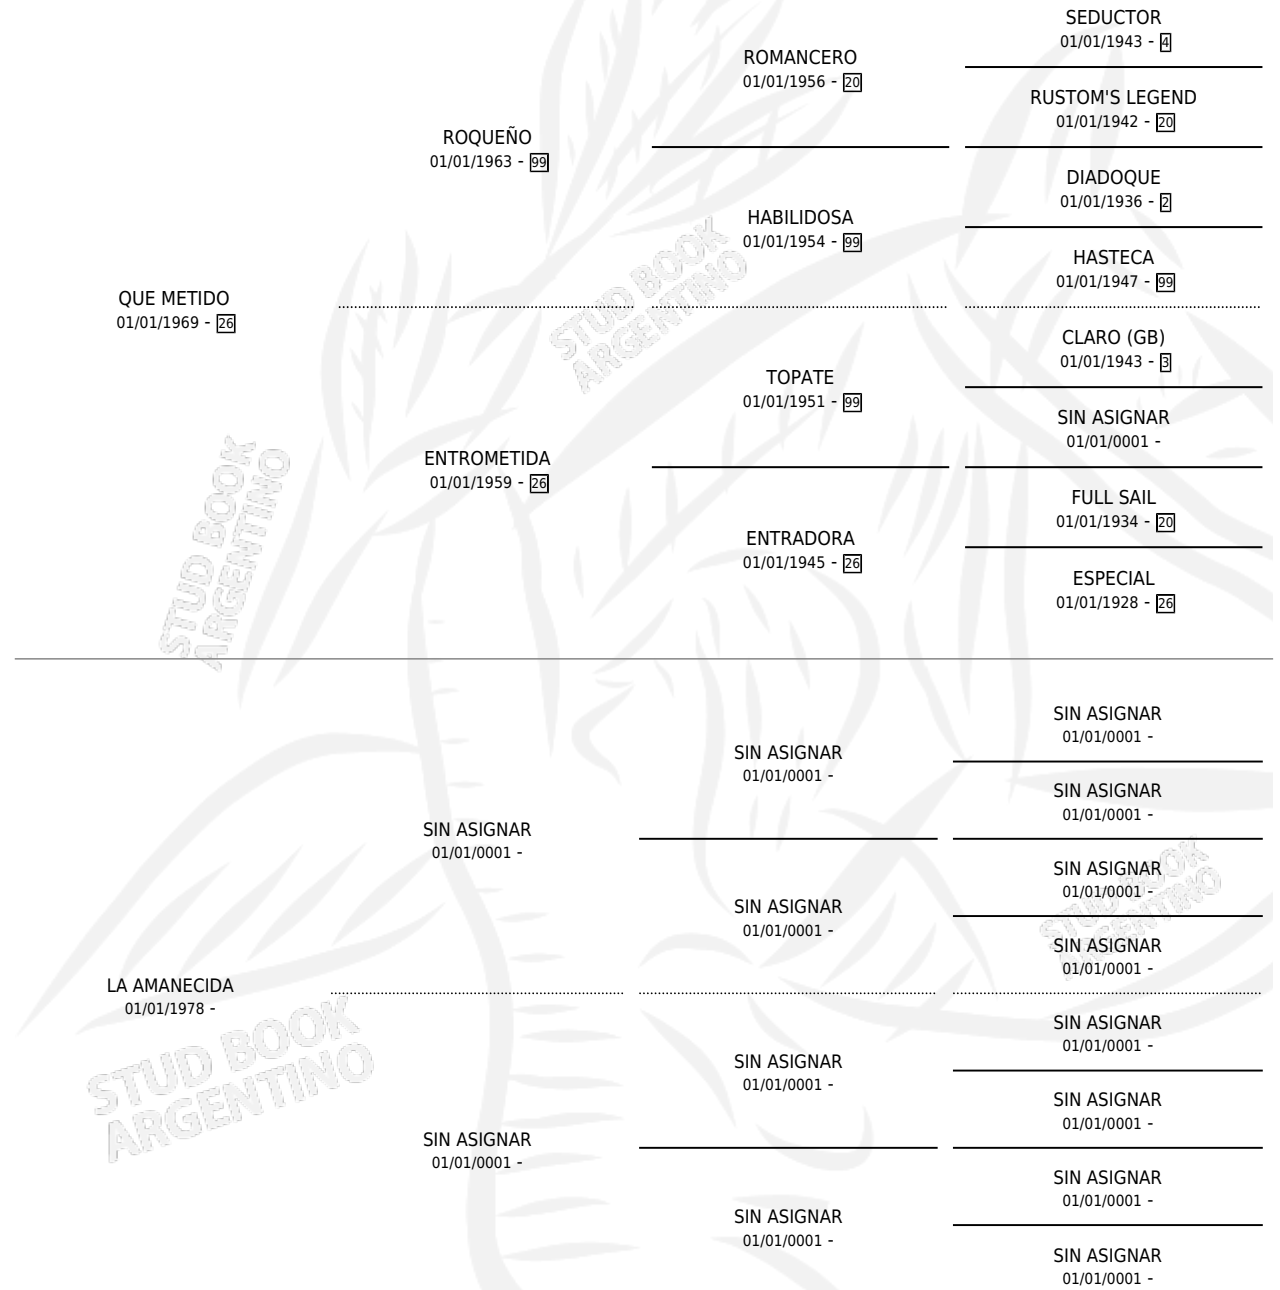 SEDUCTOR
01/01/1943 - 4
ROMANCERO
01/01/1956 - 20
RUSTOM'S LEGEND
01/01/1942 - 20
ROQUEÑO
01/01/1963 - 99
DIADOQUE
01/01/1936 - 2
HABILIDOSA
01/01/1954 - 99
HASTECA
01/01/1947 - 99
QUE METIDO
01/01/1969 - 26
CLARO (GB)
01/01/1943 - 3
TOPATE
01/01/1951 - 99
SIN ASIGNAR
01/01/0001 -
ENTROMETIDA
01/01/1959 - 26
FULL SAIL
01/01/1934 - 20
ENTRADORA
01/01/1945 - 26
ESPECIAL
01/01/1928 - 26
STUD BOOK
ARGENTINO
STUD BOOK
ARGENTINO
SIN ASIGNAR
01/01/0001 -
SIN ASIGNAR
01/01/0001 -
SIN ASIGNAR
01/01/0001 -
SIN ASIGNAR
01/01/0001 -
SIN ASIGNAR
01/01/0001 -
SIN ASIGNAR
01/01/0001 -
SIN ASIGNAR
01/01/0001 -
LA AMANECIDA
01/01/1978 -
SIN ASIGNAR
01/01/0001 -
SIN ASIGNAR
01/01/0001 -
SIN ASIGNAR
01/01/0001 -
SIN ASIGNAR
01/01/0001 -
SIN ASIGNAR
01/01/0001 -
SIN ASIGNAR
01/01/0001 -
SIN ASIGNAR
01/01/0001 -
STUD BOOK
ARGENTINO
STUD BOOK
ARGENTINO